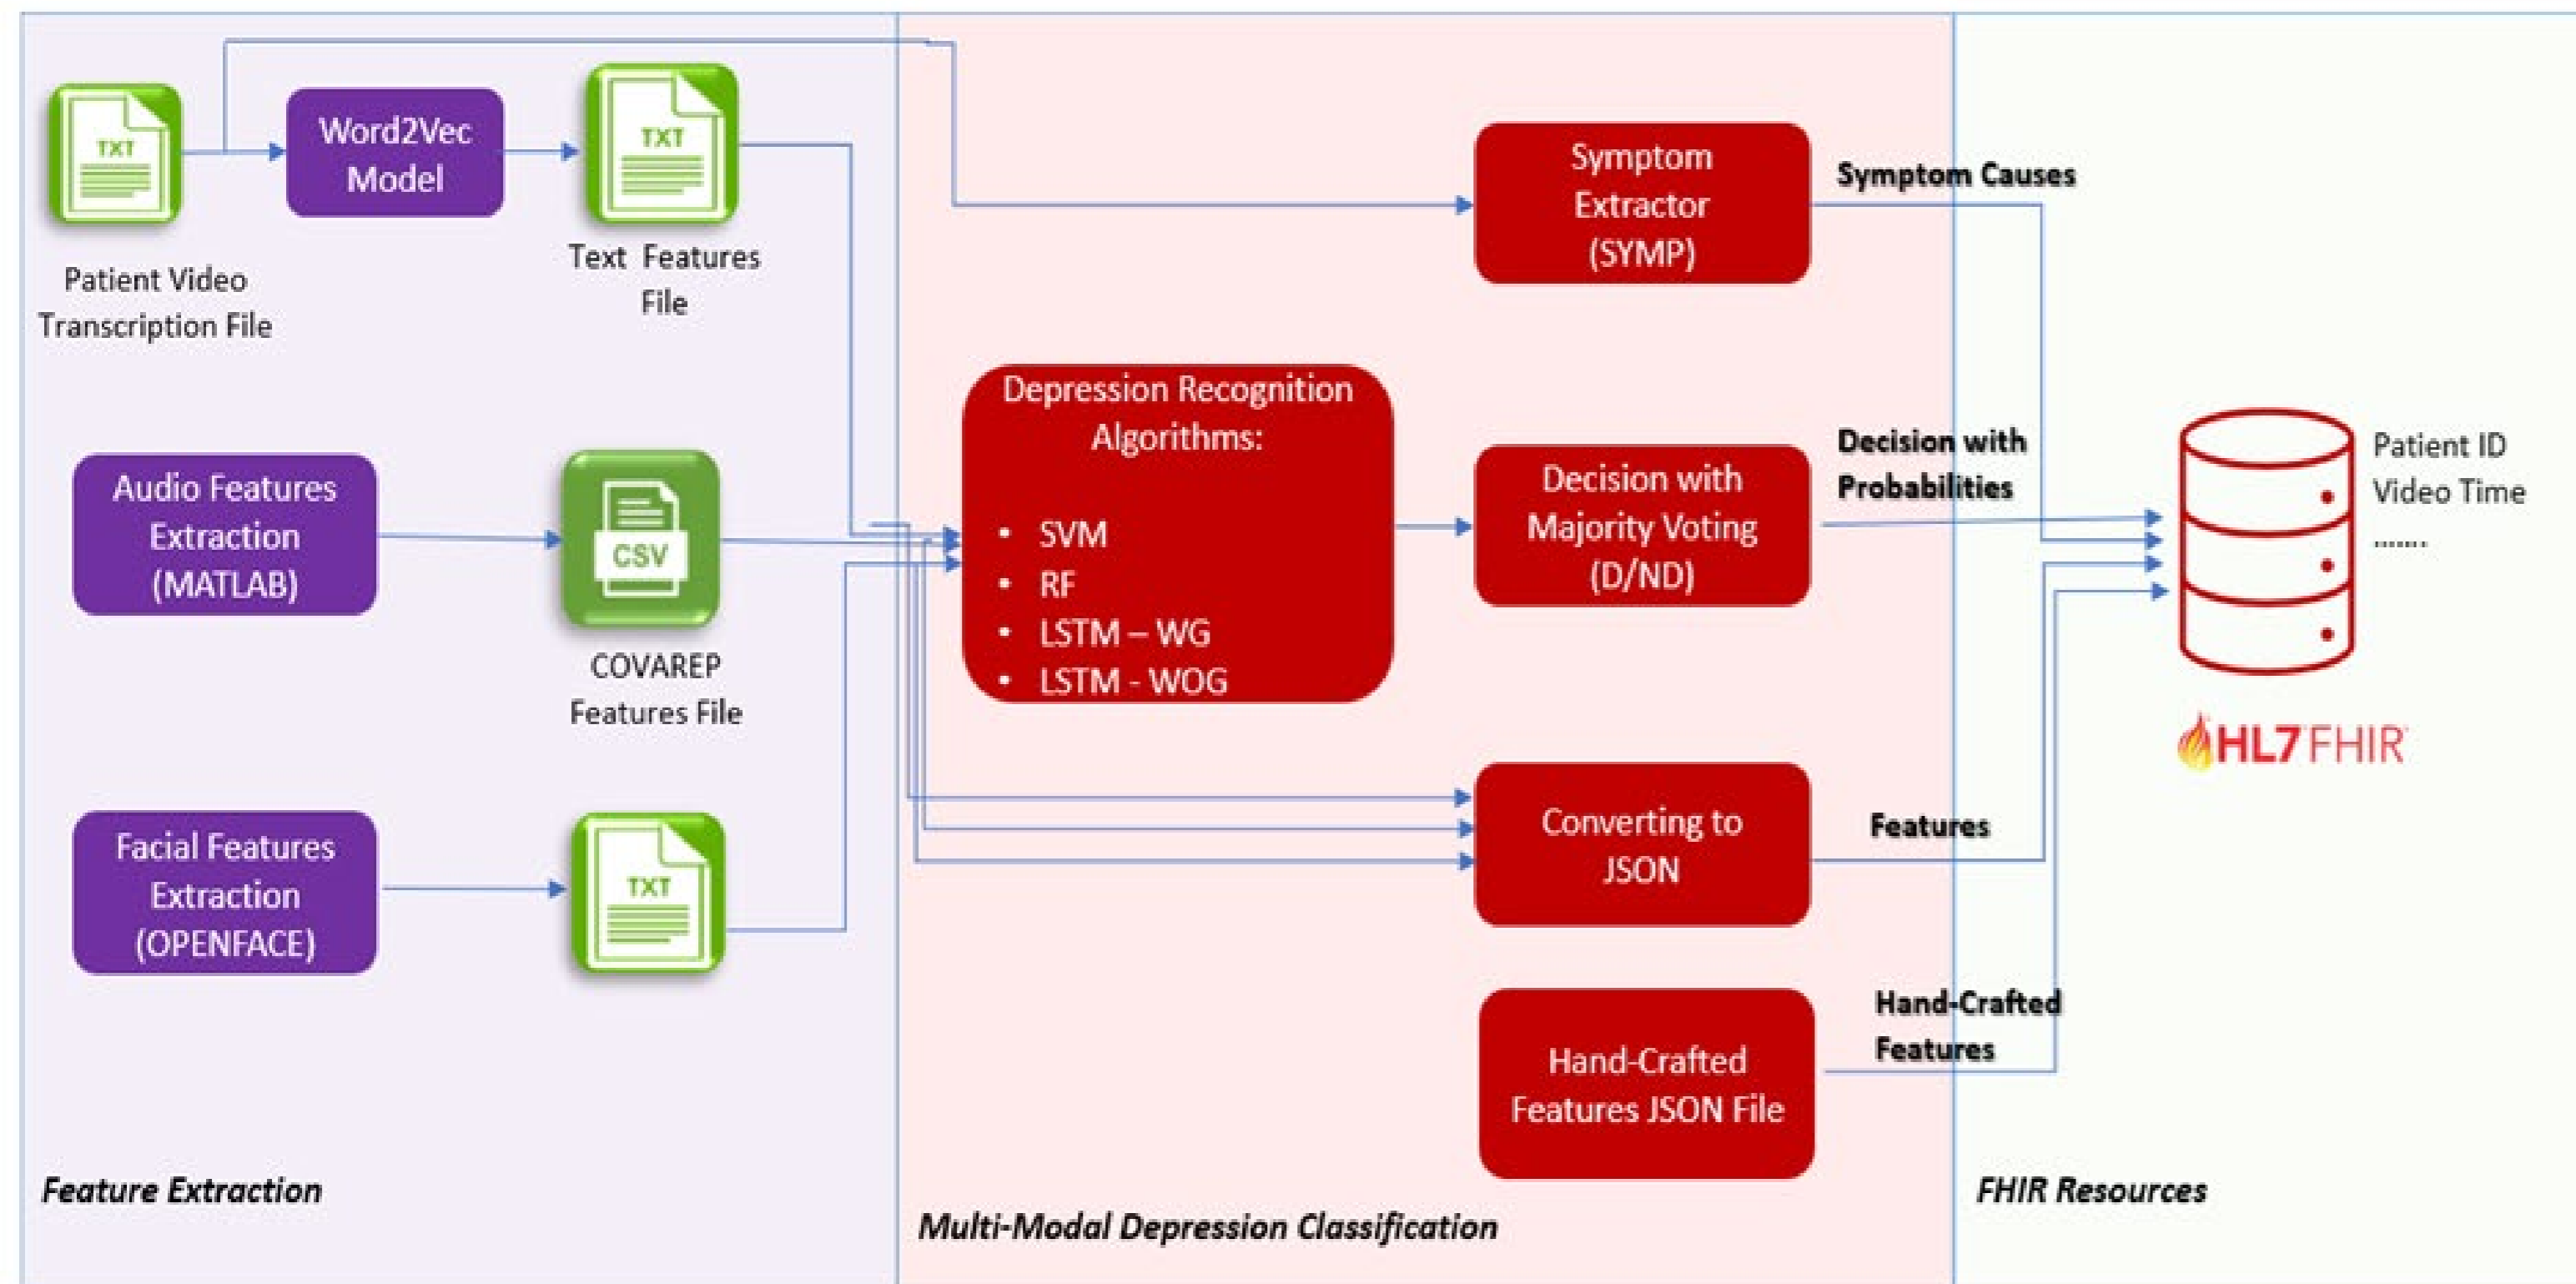 TXT
Patient Video
Transcription File
Word2Vec
Model
TXT
Text Features
File
Audio Features
Extraction
(MATLAB)
CSV
COVAREP
Features File
Facial Features
Extraction
(OPENFACE)
TXT
Feature Extraction
Symptom
Extractor
(SYMP)
Symptom Causes
Depression Recognition
Algorithms:
• SVM
• RF
• LSTM – WG
• LSTM - WOG
Decision with
Majority Voting
(D/ND)
Decision with
Probabilities
Converting to
JSON
Features
Hand-Crafted
Features JSON File
Hand-Crafted
Features
Multi-Modal Depression Classification
Patient ID
Video Time
.......
HL7 FHIR
FHIR Resources